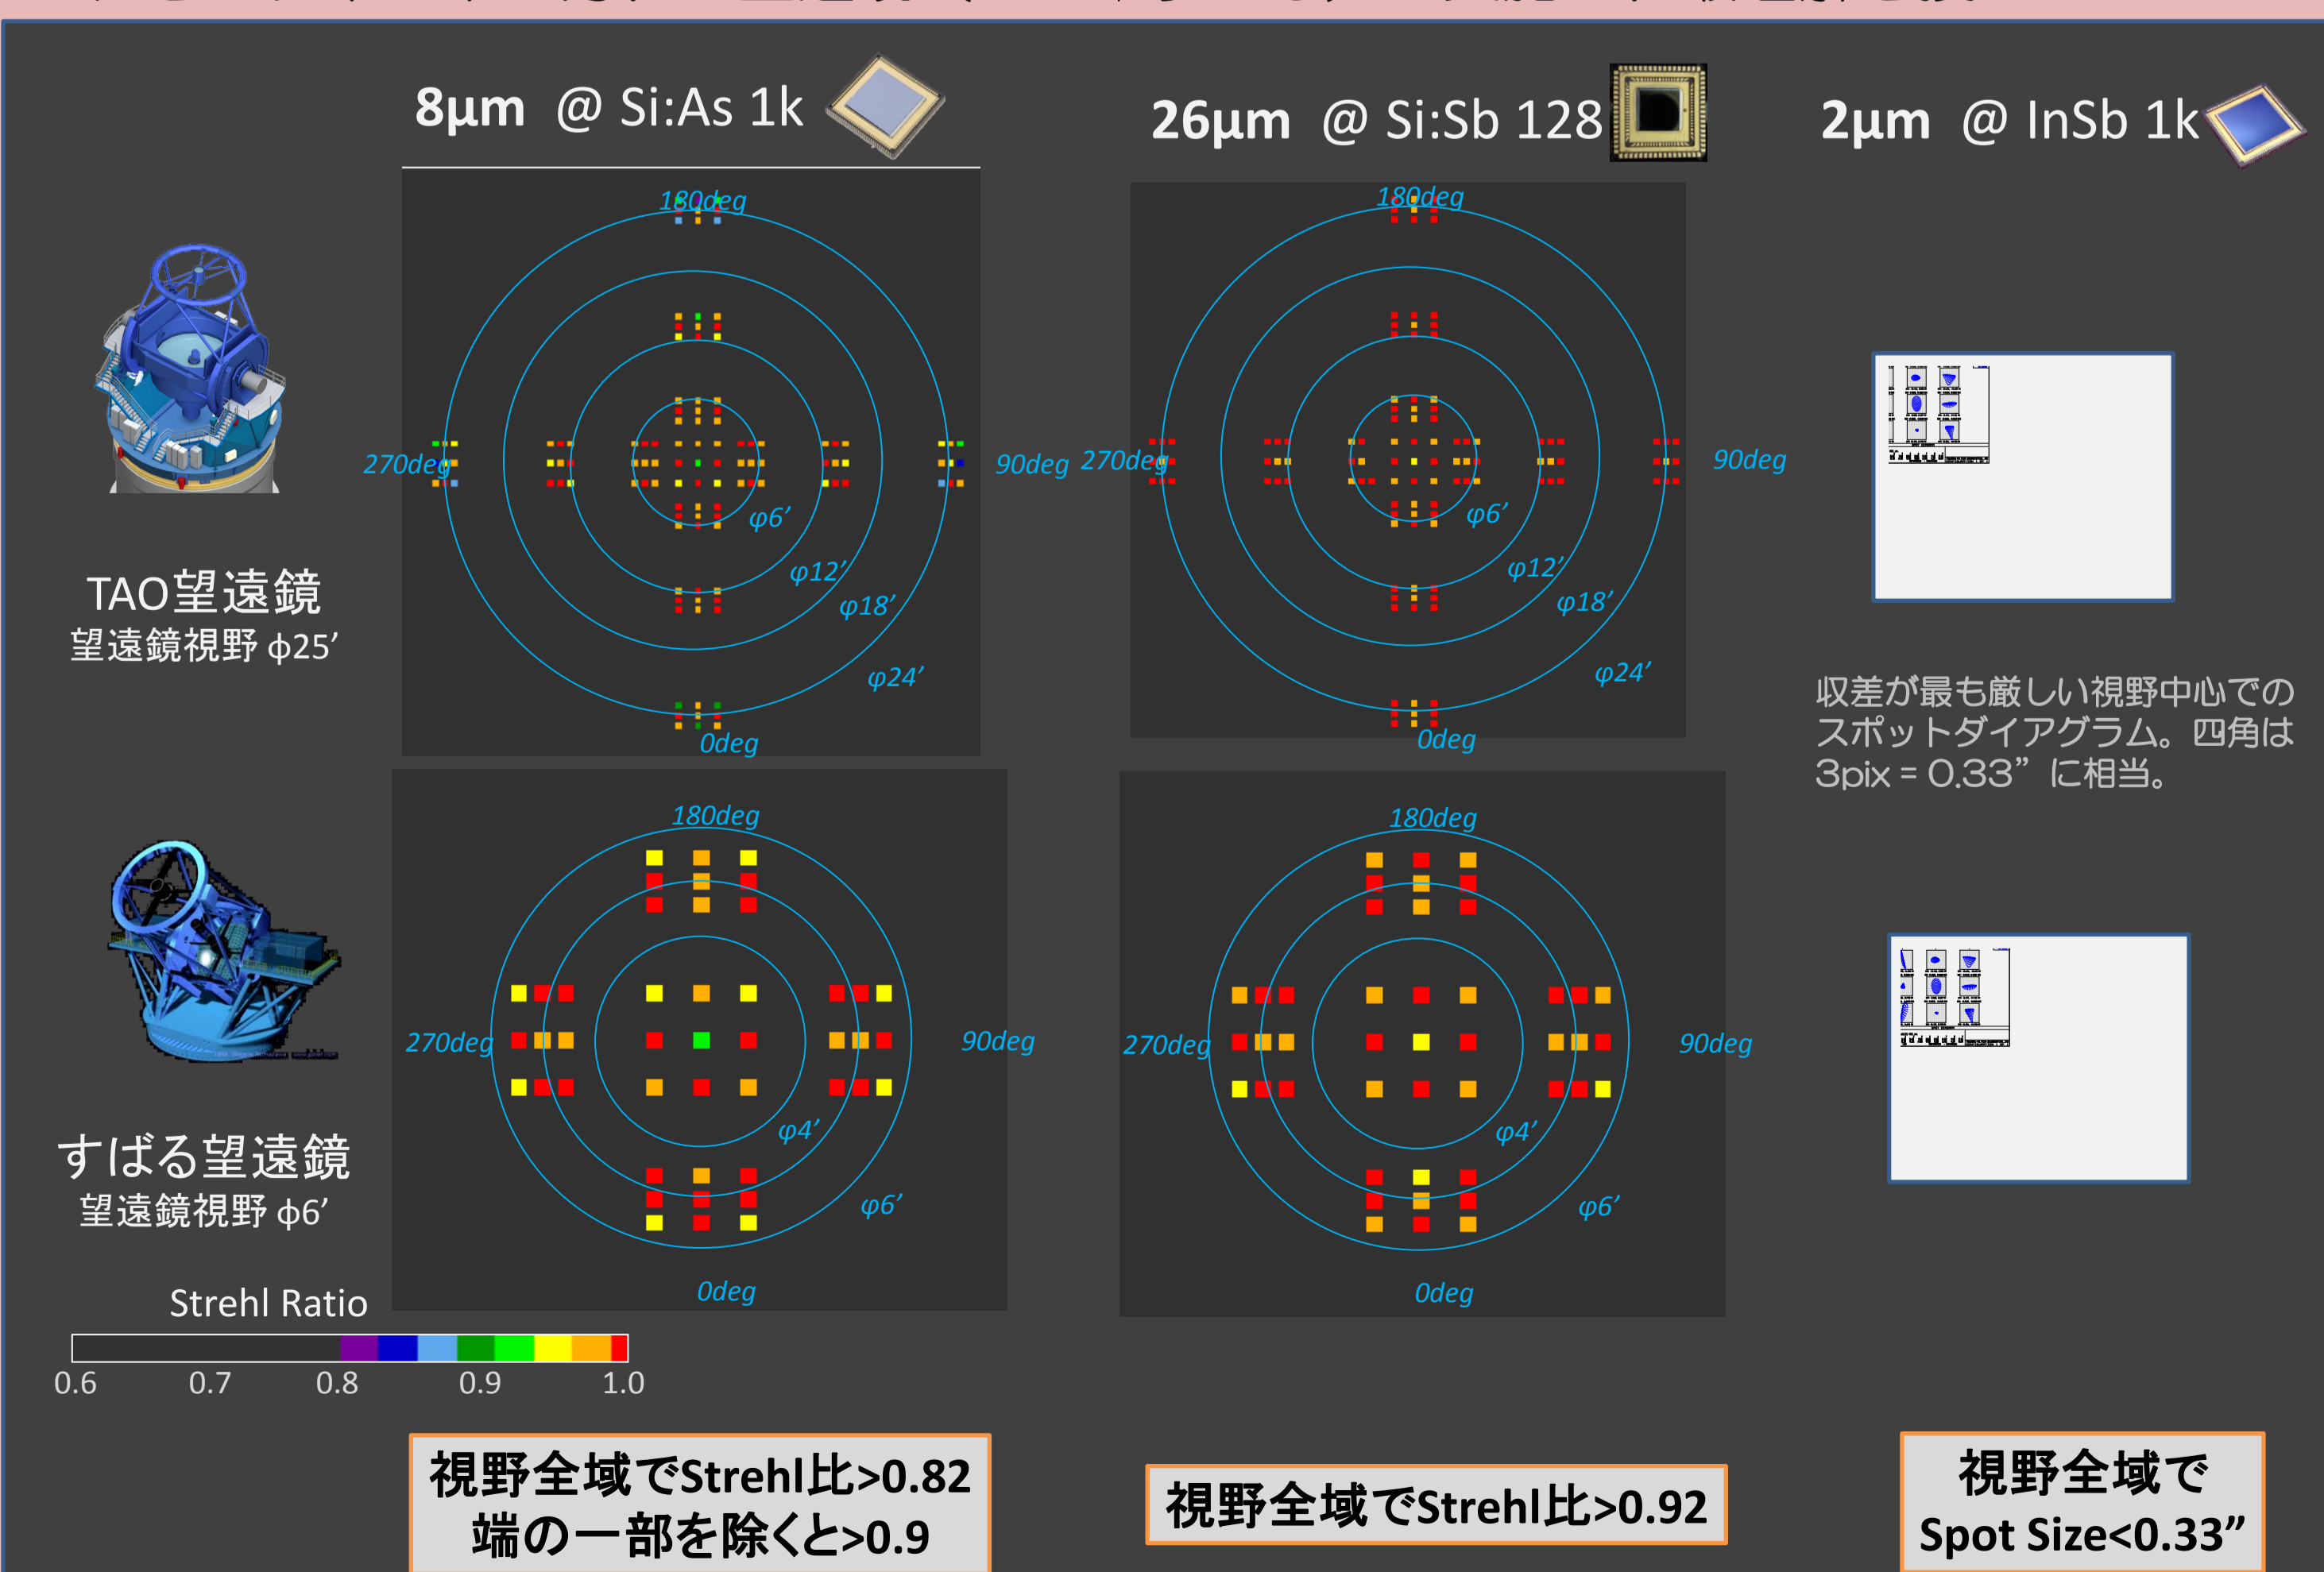 8μm @ Si:As 1k
26μm @ Si:Sb 128
2μm @ InSb 1k
180deg
270deg
90deg
φ6’
φ12’
φ18’
φ24’
0deg
180deg
270deg
90deg
φ6’
φ12’
φ18’
φ24’
0deg
TAO望遠鏡
望遠鏡視野 ϕ25’
収差が最も厳しい視野中心での
スポットダイアグラム。四角は
3pix = 0.33” に相当。
180deg
270deg
90deg
φ4’
φ6’
0deg
180deg
270deg
90deg
φ4’
φ6’
0deg
すばる望遠鏡
望遠鏡視野 ϕ6’
Strehl Ratio
0.6 0.7 0.8 0.9 1.0
視野全域でStrehl比>0.82
端の一部を除くと>0.9
視野全域でStrehl比>0.92
視野全域で
Spot Size<0.33”